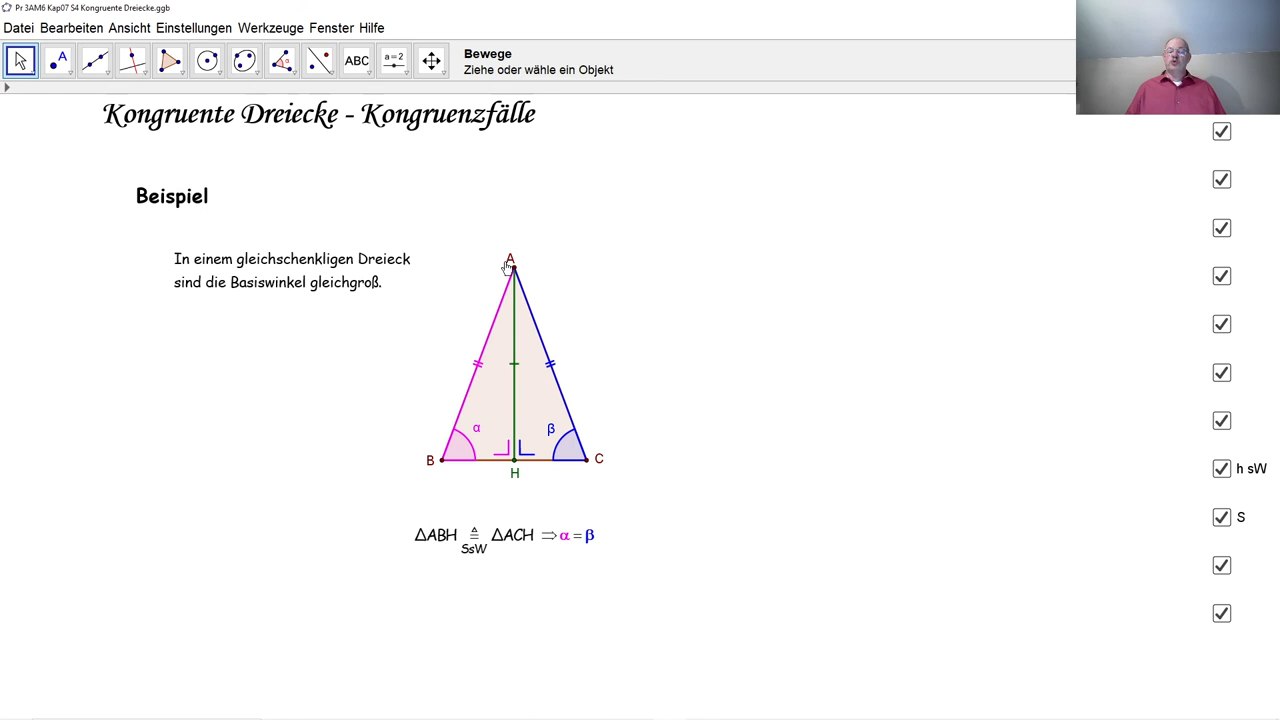 Pr 3AM6 Kap07 S4 Kongruente Dreiecke.ggb
Datei Bearbeiten Ansicht Einstellungen Werkzeuge Fenster Hilfe
A
α
ABC
a=2
Bewege
Ziehe oder wähle ein Objekt
Kongruente Dreiecke - Kongruenzfälle
Beispiel
In einem gleichschenkligen Dreieck
sind die Basiswinkel gleichgroß.
A
α
β
B
C
H
h sW
S
ΔABH ≙ ΔACH ⇒ α = β
SsW